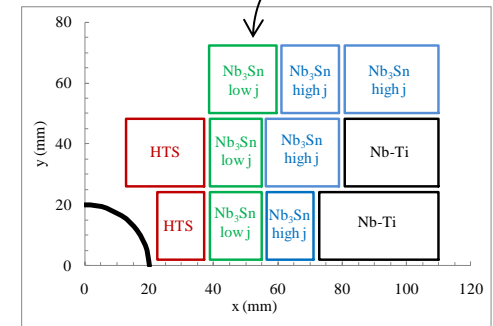 80
60
40
20
0
y (mm)
Nb₃Sn
low j
Nb₃Sn
high j
Nb₃Sn
high j
HTS
Nb₃Sn
low j
Nb₃Sn
high j
Nb-Ti
HTS
Nb₃Sn
low j
Nb₃Sn
high j
Nb-Ti
0 20 40 60 80 100 120
x (mm)